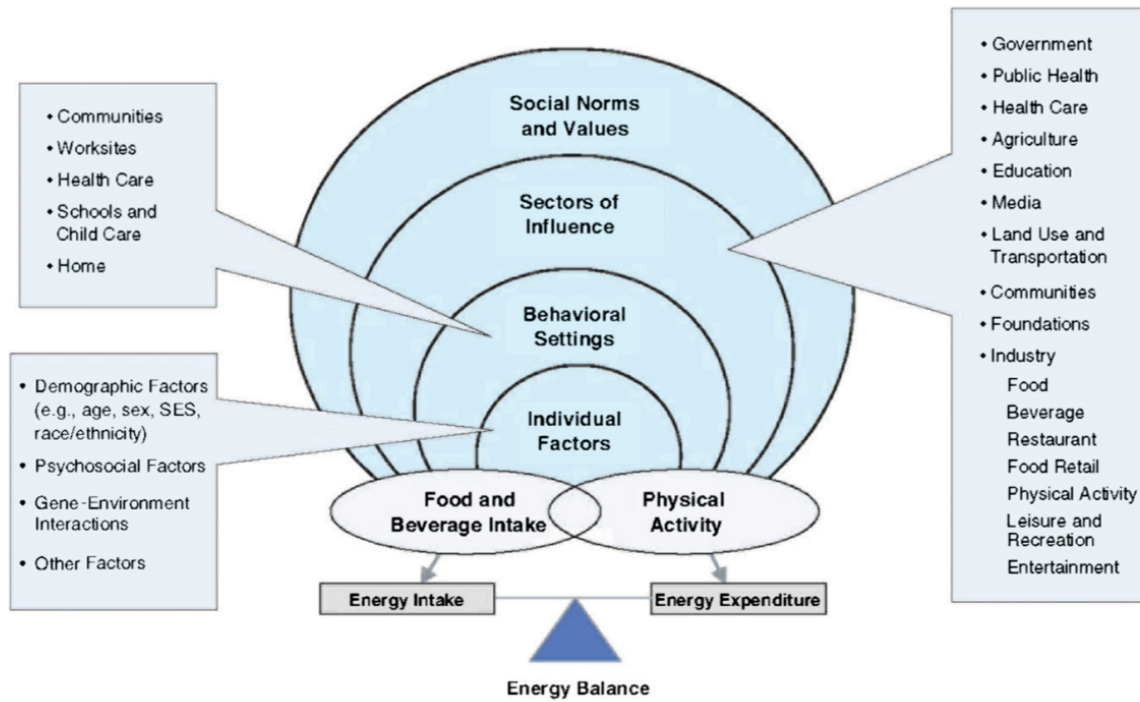 • Communities
• Worksites
• Health Care
• Schools and
Child Care
• Home
• Demographic Factors
(e.g., age, sex, SES,
race/ethnicity)
• Psychosocial Factors
• Gene-Environment
Interactions
• Other Factors
Social Norms
and Values
Sectors of
Influence
Behavioral
Settings
Individual
Factors
Food and
Beverage Intake
Physical
Activity
Energy Intake
Energy Expenditure
Energy Balance
• Government
• Public Health
• Health Care
• Agriculture
• Education
• Media
• Land Use and
Transportation
• Communities
• Foundations
• Industry
Food
Beverage
Restaurant
Food Retail
Physical Activity
Leisure and
Recreation
Entertainment